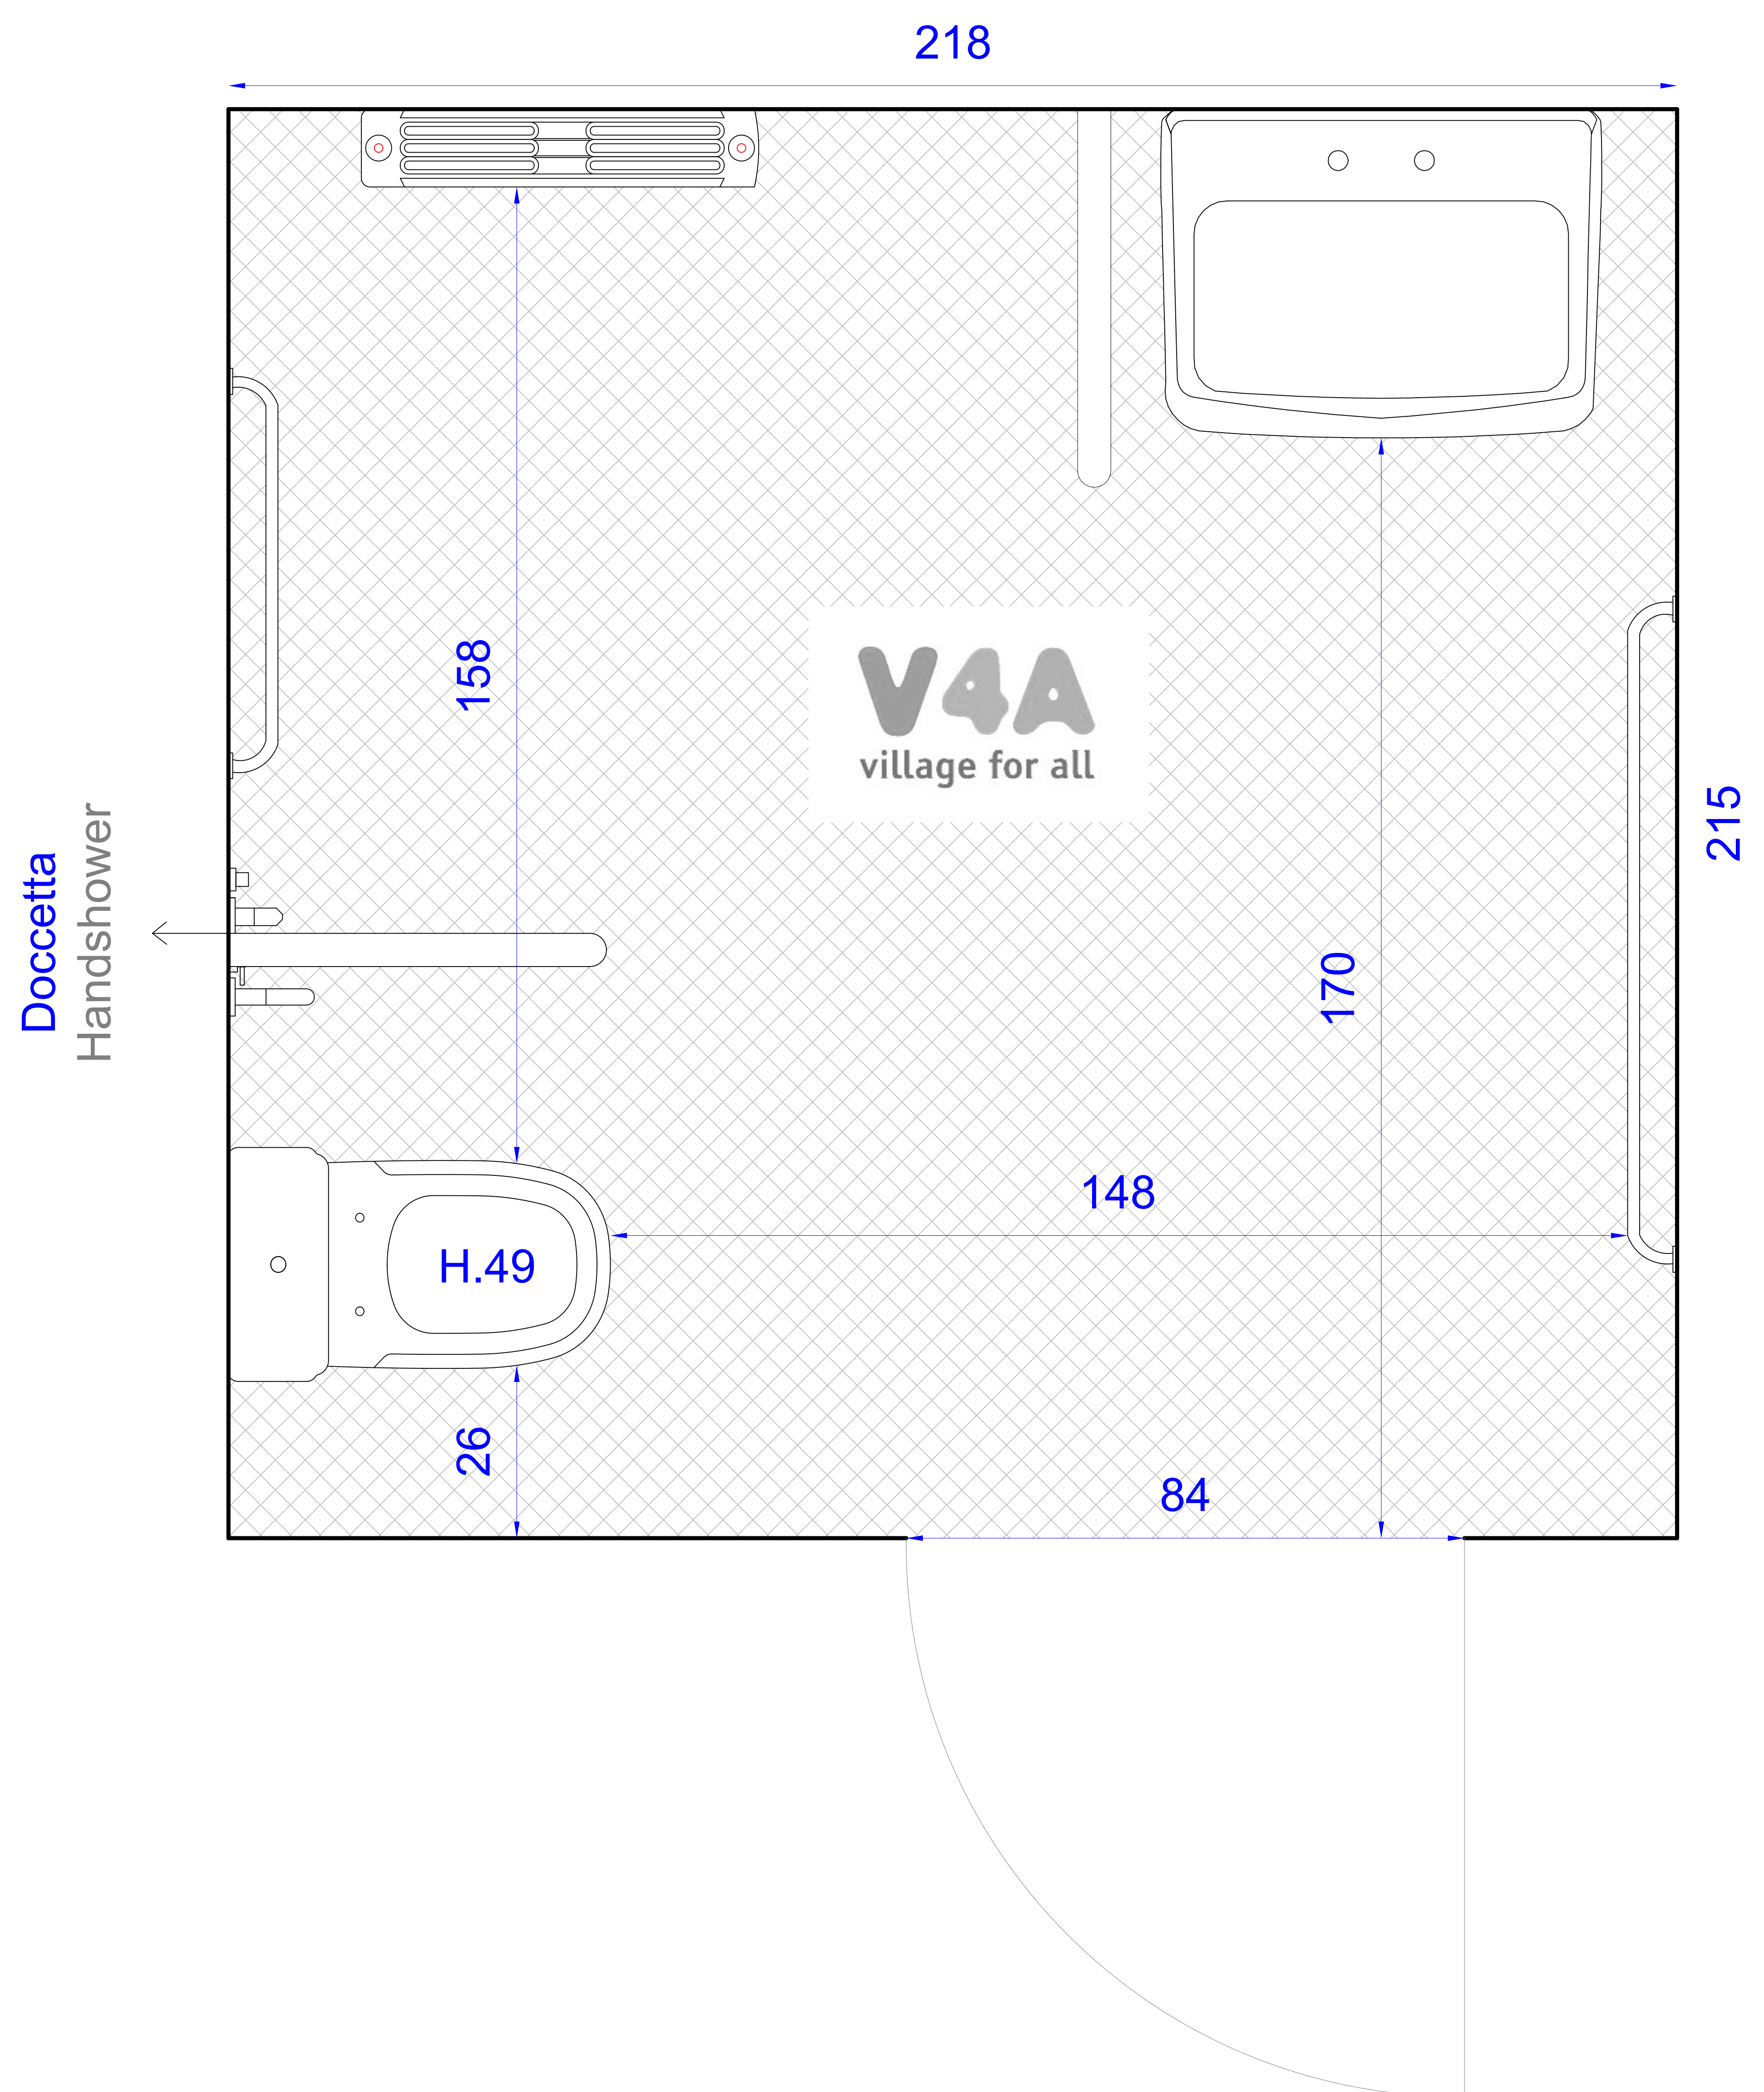 218
158
V4A
village for all
215
Doccetta
Handshower
170
148
H.49
26
84